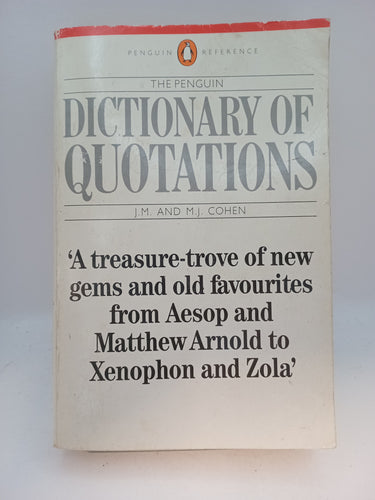 PENGUIN REFERENCE
THE PENGUIN
DICTIONARY OF
QUOTATIONS
J.M. AND M.J. COHEN
‘A treasure-trove of new
gems and old favourites
from Aesop and
Matthew Arnold to
Xenophon and Zola’